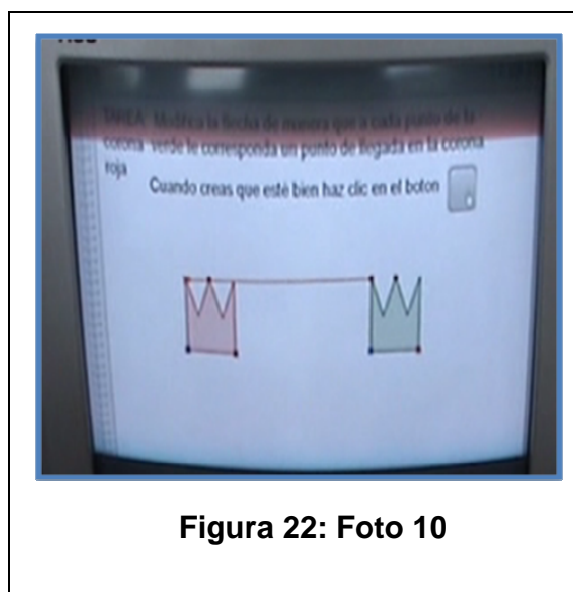 TAREA: Modifica la flecha de manera que a cada punto de la
corona verde le corresponda un punto de llegada en la corona
roja
Cuando creas que esté bien haz clic en el boton
Figura 22: Foto 10